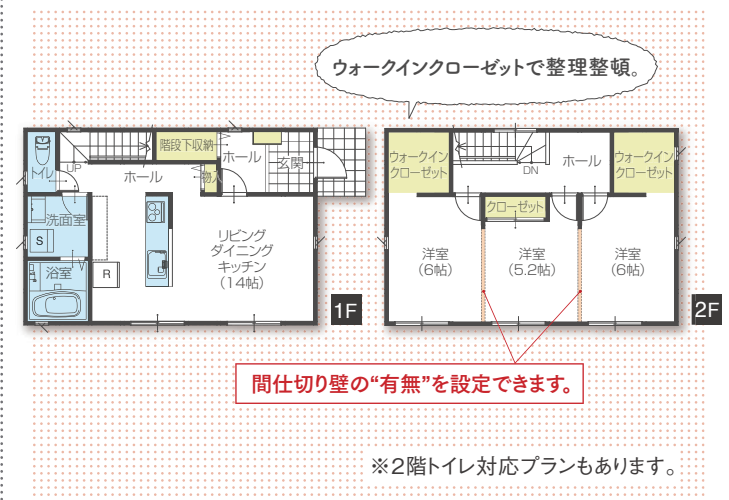 ウォークインクローゼットで整理整頓。
階段下収納
トイレ
UP
ホール
物入
ホール
玄関
洗面室
S
浴室
R
リビング
ダイニング
キッチン
(14帖)
1F
ウォークイン
クローゼット
DN
ホール
ウォークイン
クローゼット
クローゼット
洋室
(6帖)
洋室
(5.2帖)
洋室
(6帖)
2F
間仕切り壁の“有無”を設定できます。
※2階トイレ対応プランもあります。